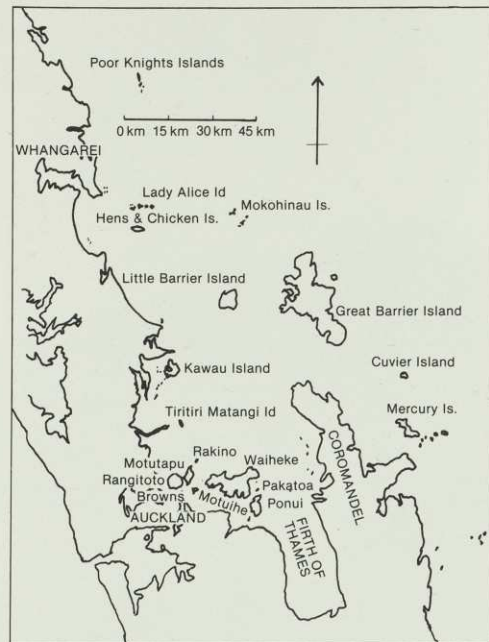 Poor Knights Islands
0 km 15 km 30 km 45 km
WHANGAREI
Lady Alice Id
Mokohinau Is.
Hens & Chicken Is.
Little Barrier Island
Great Barrier Island
Kawau Island
Cuvier Island
Tiritiri Matangi Id
Mercury Is.
Rakino
Motutapu
Waiheke
Rangitoto
Pakatoa
Browns
Motuihe
Ponui
AUCKLAND
COROMANDEL
FIRTH OF
THAMES